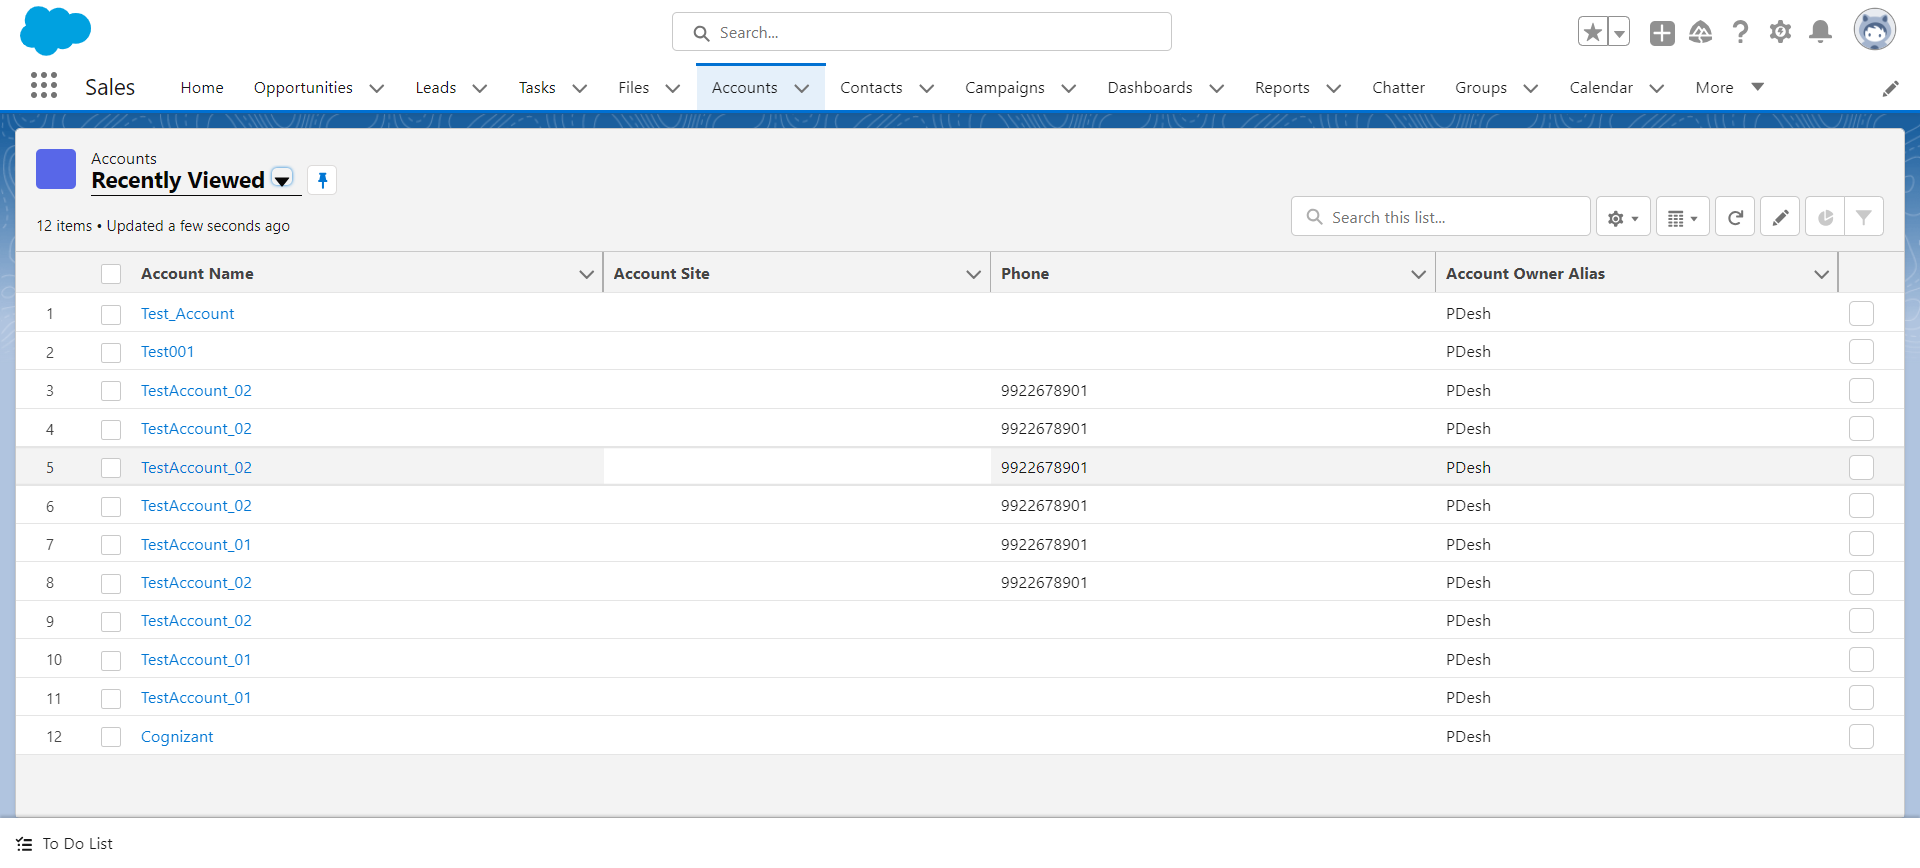 Search...
Sales Home Opportunities Leads Tasks Files Accounts Contacts Campaigns Dashboards Reports Chatter Groups Calendar More
Accounts
Recently Viewed
12 items • Updated a few seconds ago
Search this list...
Account Name Account Site Phone Account Owner Alias
1 Test_Account PDesh
2 Test001 PDesh
3 TestAccount_02 9922678901 PDesh
4 TestAccount_02 9922678901 PDesh
5 TestAccount_02 9922678901 PDesh
6 TestAccount_02 9922678901 PDesh
7 TestAccount_01 9922678901 PDesh
8 TestAccount_02 9922678901 PDesh
9 TestAccount_02 PDesh
10 TestAccount_01 PDesh
11 TestAccount_01 PDesh
12 Cognizant PDesh
To Do List